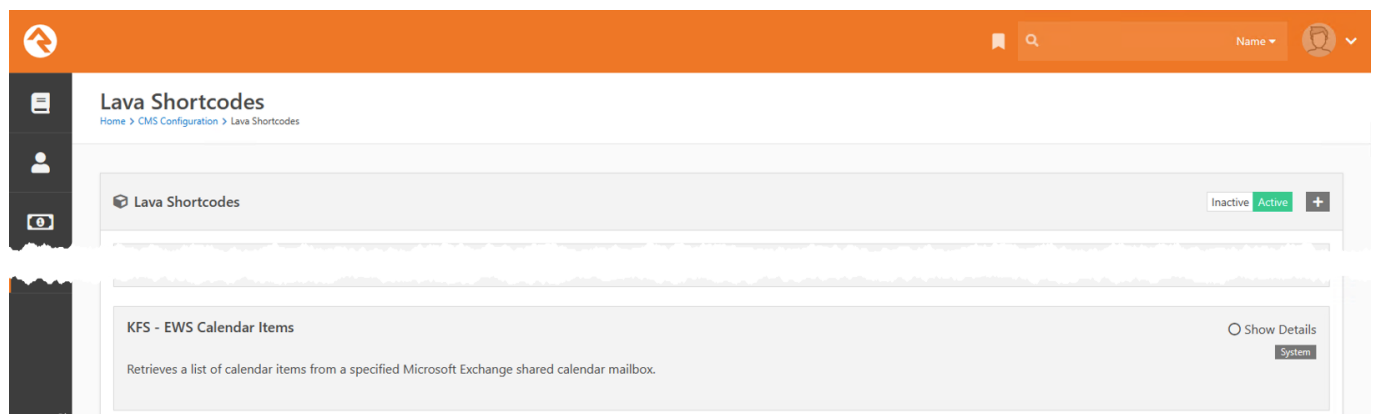 Name
Lava Shortcodes
Home > CMS Configuration > Lava Shortcodes
Lava Shortcodes
Inactive Active
KFS - EWS Calendar Items
Show Details
System
Retrieves a list of calendar items from a specified Microsoft Exchange shared calendar mailbox.